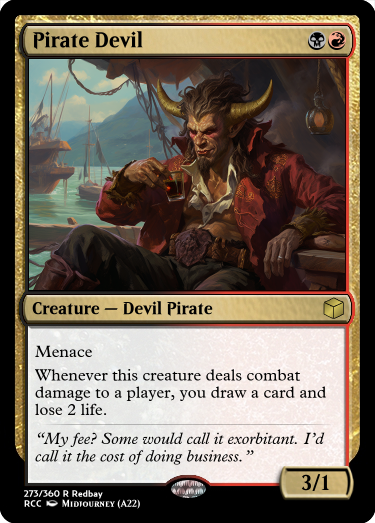 Pirate Devil
Creature — Devil Pirate
Menace
Whenever this creature deals combat
damage to a player, you draw a card and
lose 2 life.
“My fee? Some would call it exorbitant. I’d
call it the cost of doing business.”
3/1
273/360 R Redbay
RCC Midjourney (A22)